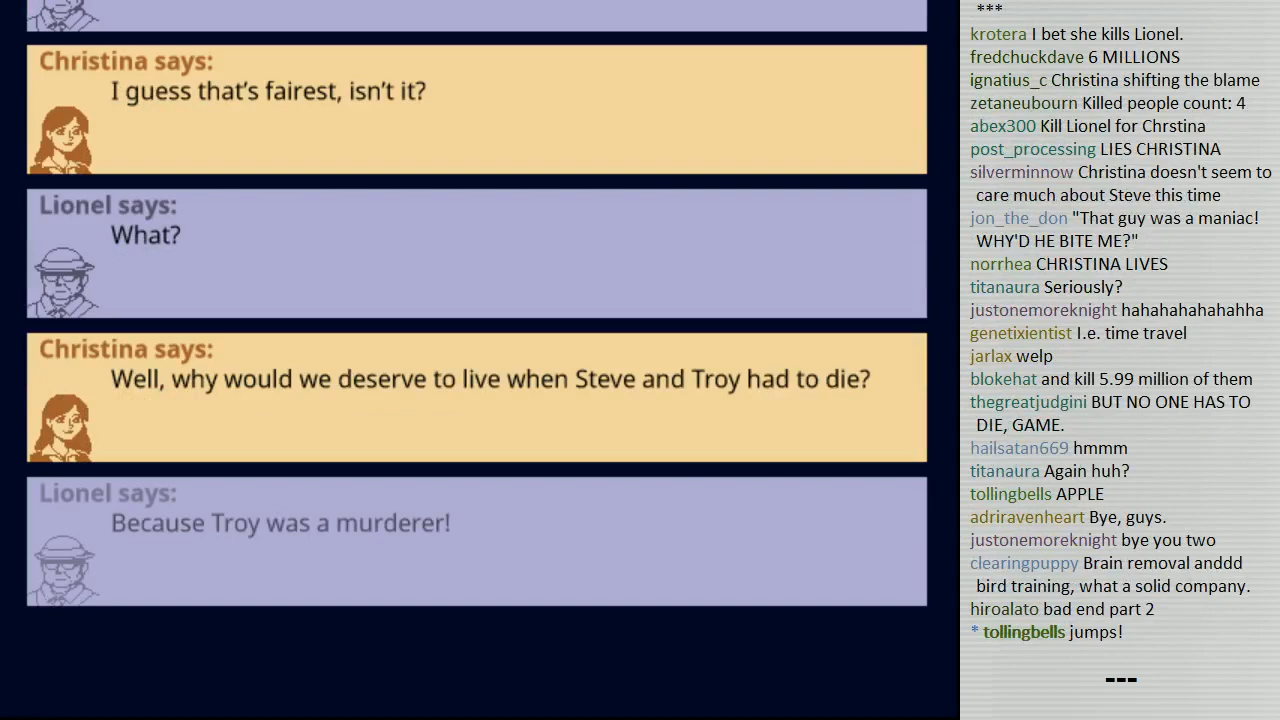 Christina says:
I guess that's fairest, isn't it?
Lionel says:
What?
Christina says:
Well, why would we deserve to live when Steve and Troy had to die?
Lionel says:
Because Troy was a murderer!
***
krotera I bet she kills Lionel.
fredchuckdave 6 MILLIONS
ignatius_c Christina shifting the blame
zetaneubourn Killed people count: 4
abex300 Kill Lionel for Chrstina
post_processing LIES CHRISTINA
silverminnow Christina doesn't seem to
care much about Steve this time
jon_the_don "That guy was a maniac!
WHY'D HE BITE ME?"
norrhea CHRISTINA LIVES
titanaura Seriously?
justonemoreknight hahahahahahahha
genetixientist I.e. time travel
jarlax welp
blokehat and kill 5.99 million of them
thegreatjudgini BUT NO ONE HAS TO
DIE, GAME.
hailsatan669 hmmm
titanaura Again huh?
tollingbells APPLE
adriravenheart Bye, guys.
justonemoreknight bye you two
clearingpuppy Brain removal anddd
bird training, what a solid company.
hiroalato bad end part 2
* tollingbells jumps!
---